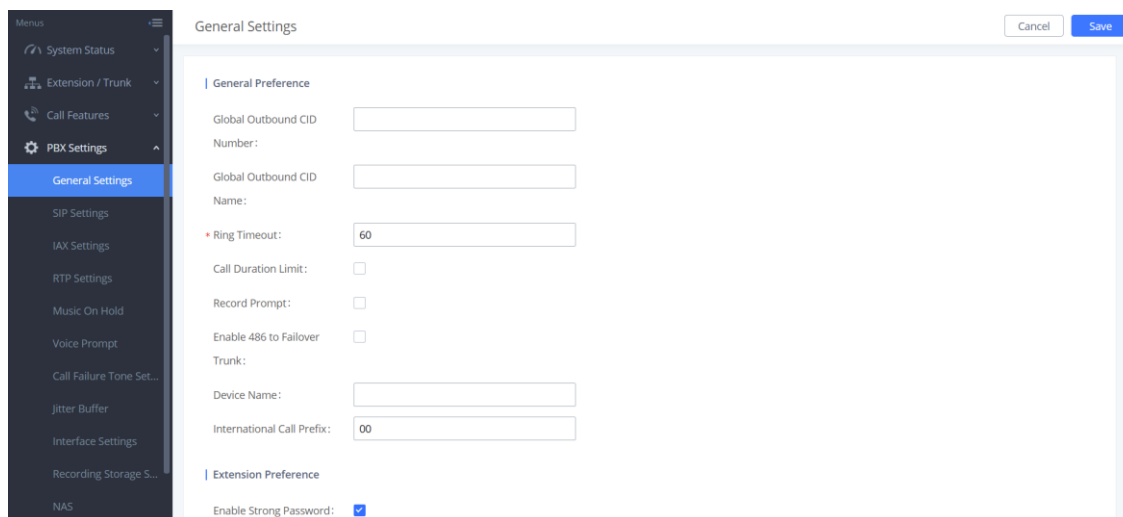 Menus
System Status
Extension / Trunk
Call Features
PBX Settings
General Settings
SIP Settings
IAX Settings
RTP Settings
Music On Hold
Voice Prompt
Call Failure Tone Set...
Jitter Buffer
Interface Settings
Recording Storage S...
NAS
General Settings
Cancel
Save
General Preference
Global Outbound CID
Number:
Global Outbound CID
Name:
* Ring Timeout: 60
Call Duration Limit:
Record Prompt:
Enable 486 to Failover
Trunk:
Device Name:
International Call Prefix: 00
Extension Preference
Enable Strong Password: